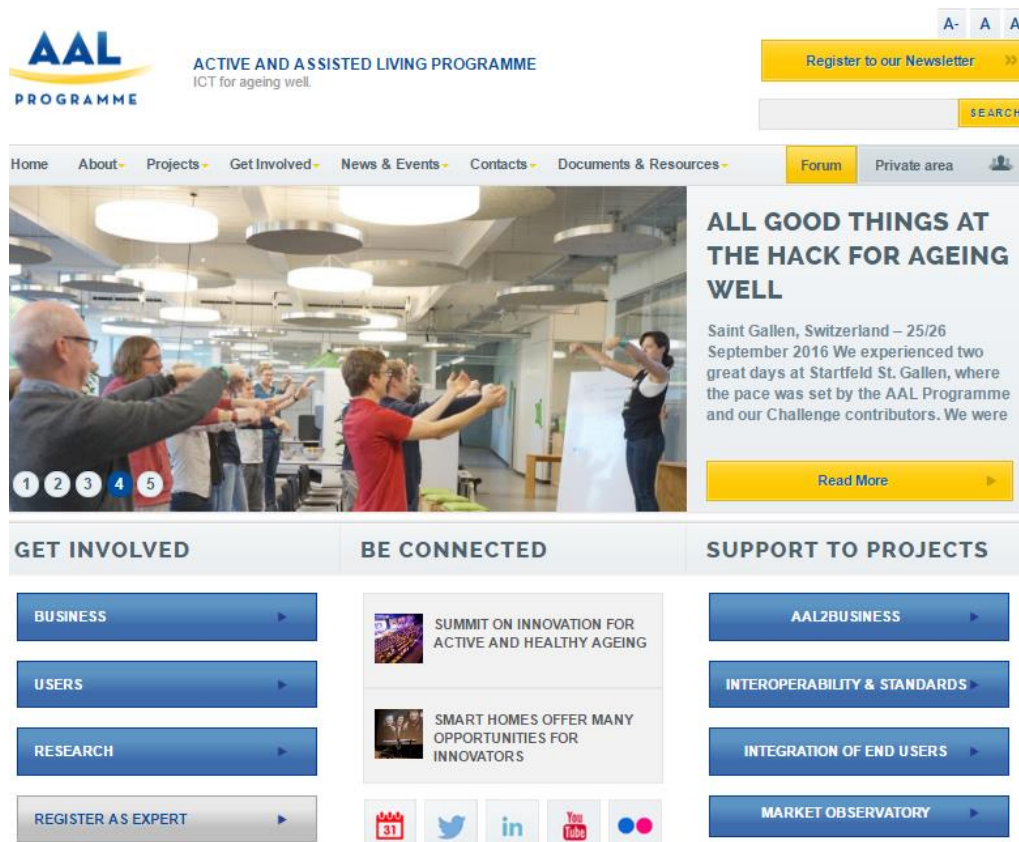 A- A A
AAL
PROGRAMME
ACTIVE AND ASSISTED LIVING PROGRAMME
ICT for ageing well.
Register to our Newsletter
SEARCH
Home About Projects Get Involved News & Events Contacts Documents & Resources Forum Private area
ALL GOOD THINGS AT
THE HACK FOR AGEING
WELL
Saint Gallen, Switzerland – 25/26
September 2016 We experienced two
great days at Startfeld St. Gallen, where
the pace was set by the AAL Programme
and our Challenge contributors. We were
Read More
1 2 3 4 5
GET INVOLVED
BUSINESS
USERS
RESEARCH
REGISTER AS EXPERT
BE CONNECTED
SUMMIT ON INNOVATION FOR
ACTIVE AND HEALTHY AGEING
SMART HOMES OFFER MANY
OPPORTUNITIES FOR
INNOVATORS
31
in
You
Tube
SUPPORT TO PROJECTS
AAL2BUSINESS
INTEROPERABILITY & STANDARDS
INTEGRATION OF END USERS
MARKET OBSERVATORY